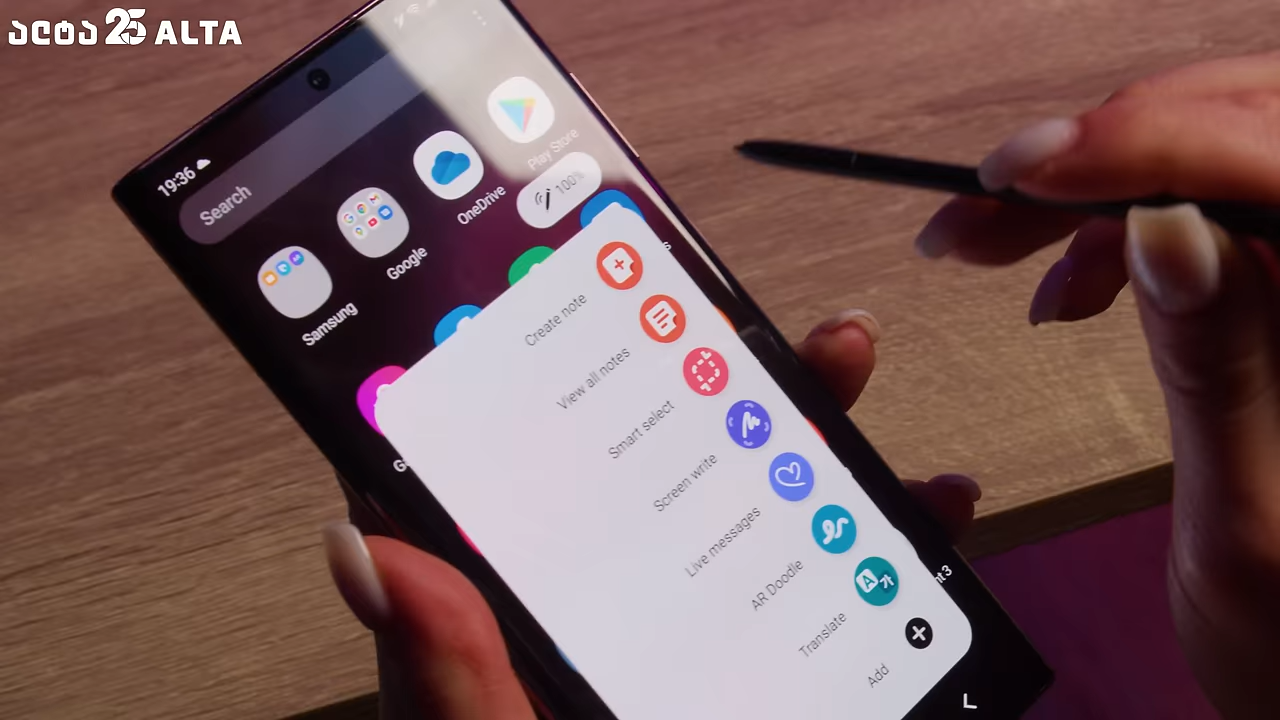 ალტა 25 ALTA
19:36
Search
Play Store
100%
OneDrive
Google
Samsung
Create note
View all notes
Smart select
Screen write
Live messages
AR Doodle
Translate
Add